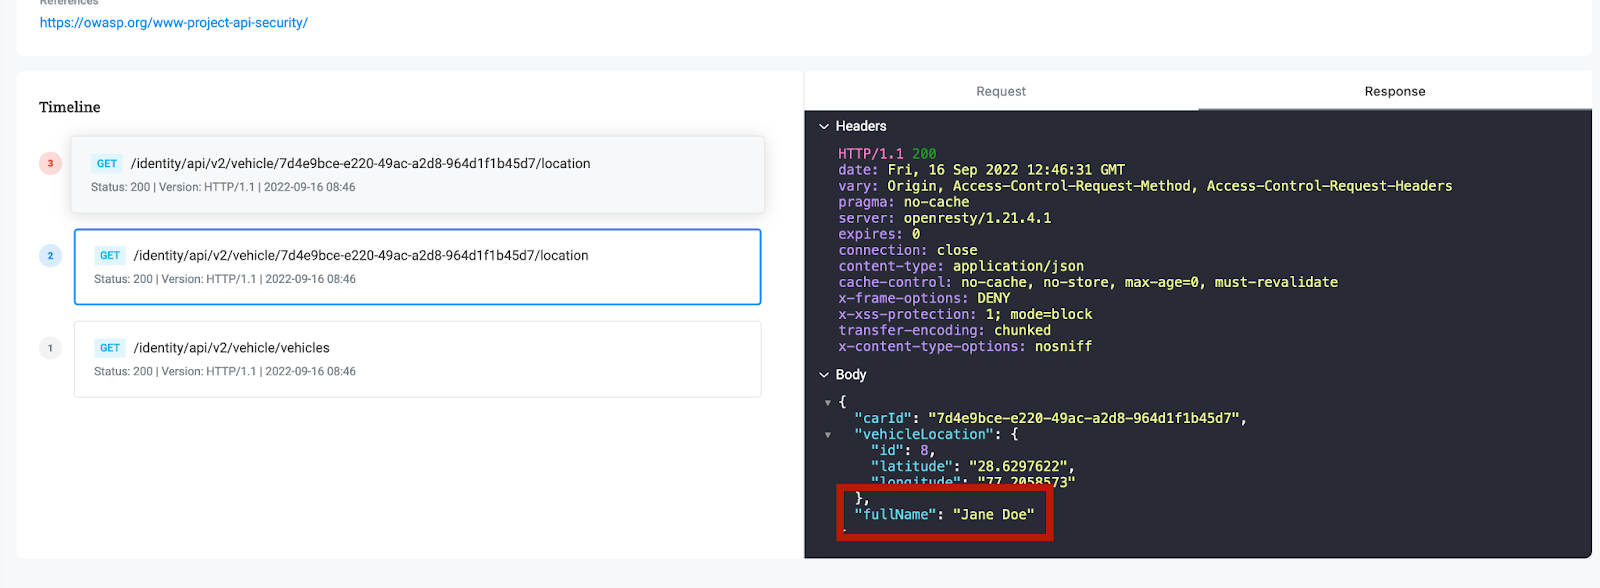 References
https://owasp.org/www-project-api-security/
Timeline
3
GET /identity/api/v2/vehicle/7d4e9bce-e220-49ac-a2d8-964d1f1b45d7/location
Status: 200 | Version: HTTP/1.1 | 2022-09-16 08:46
2
GET /identity/api/v2/vehicle/7d4e9bce-e220-49ac-a2d8-964d1f1b45d7/location
Status: 200 | Version: HTTP/1.1 | 2022-09-16 08:46
1
GET /identity/api/v2/vehicle/vehicles
Status: 200 | Version: HTTP/1.1 | 2022-09-16 08:46
Request
Response
Headers
HTTP/1.1 200
date: Fri, 16 Sep 2022 12:46:31 GMT
vary: Origin, Access-Control-Request-Method, Access-Control-Request-Headers
pragma: no-cache
server: openresty/1.21.4.1
expires: 0
connection: close
content-type: application/json
cache-control: no-cache, no-store, max-age=0, must-revalidate
x-frame-options: DENY
x-xss-protection: 1; mode=block
transfer-encoding: chunked
x-content-type-options: nosniff
Body
{
"carId": "7d4e9bce-e220-49ac-a2d8-964d1f1b45d7",
"vehicleLocation": {
"id": 8,
"latitude": "28.6297622",
"longitude": "77.2058573"
},
"fullName": "Jane Doe"